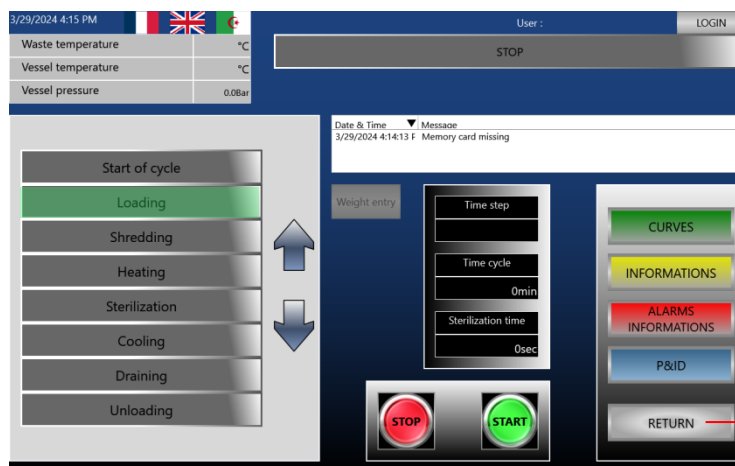 3/29/2024 4:15 PM
User :
LOGIN
Waste temperature °C
STOP
Vessel temperature °C
Vessel pressure 0.0Bar
Date & Time Message
3/29/2024 4:14:13 P Memory card missing
Start of cycle
Loading
Shredding
Heating
Sterilization
Cooling
Draining
Unloading
Weight entry
Time step
Time cycle
0min
Sterilization time
0sec
STOP
START
CURVES
INFORMATIONS
ALARMS
INFORMATIONS
P&ID
RETURN